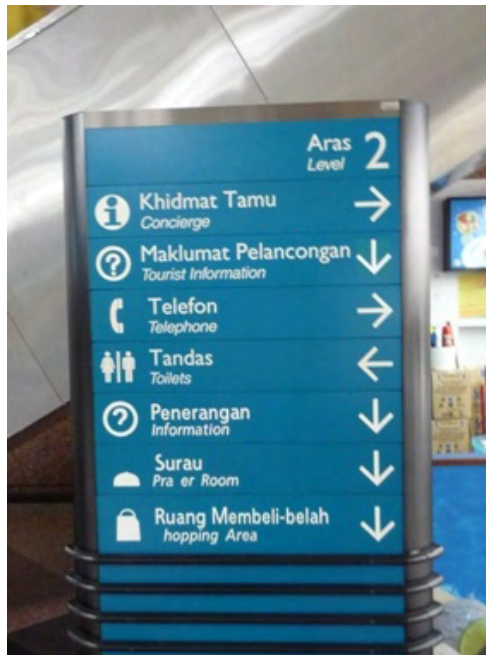 Aras 2
Level
Khidmat Tamu
Concierge
Maklumat Pelancongan
Tourist Information
Telefon
Telephone
Tandas
Toilets
Penerangan
Information
Surau
Pra er Room
Ruang Membeli-belah
hopping Area